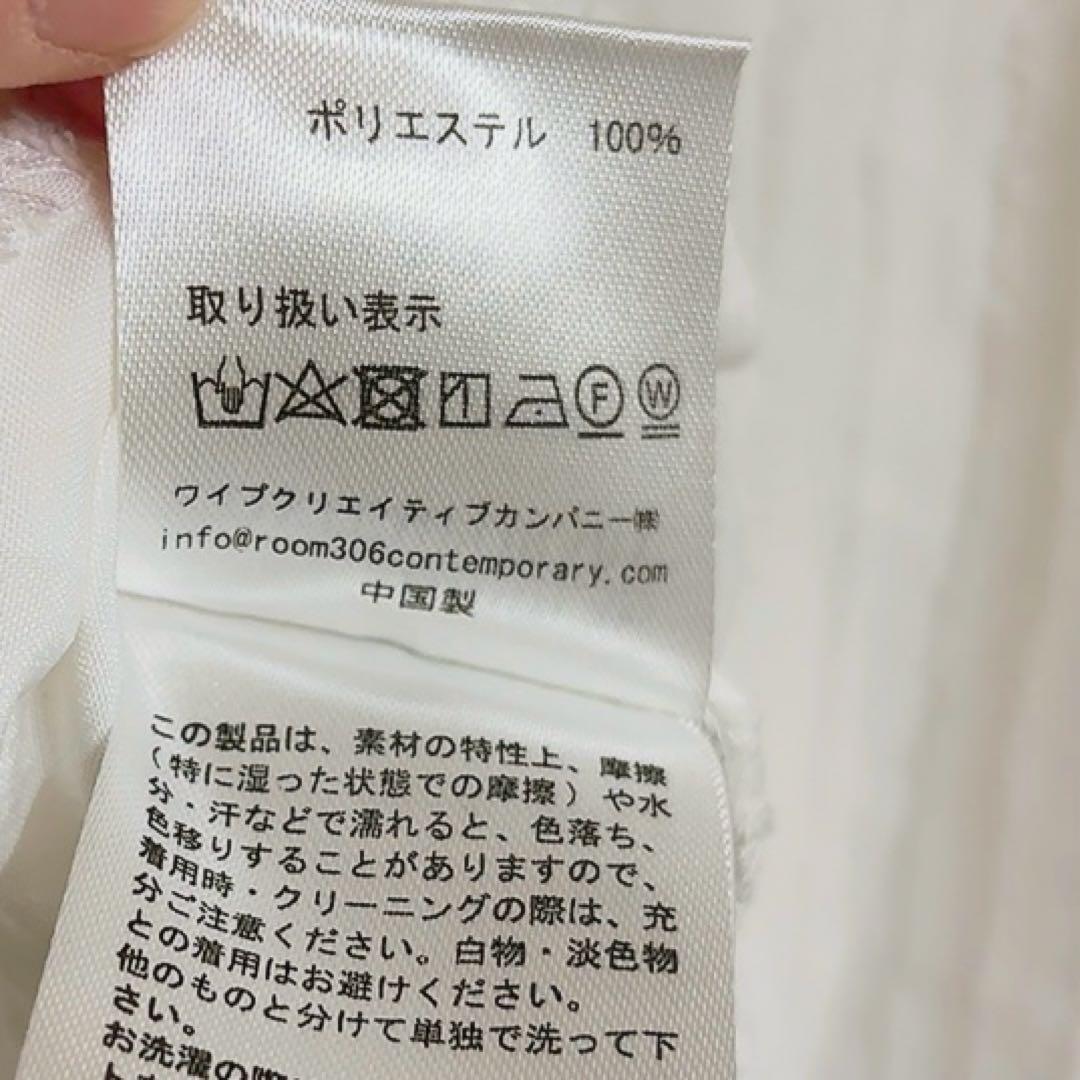 ポリエステル 100%
取り扱い表示
F W
ワイプクリエイティブカンパニー㈱
info@room306contemporary.com
中国製
この製品は、素材の特性上、摩擦
(特に湿った状態での摩擦)や水
分・汗などで濡れると、色落ち、
色移りすることがありますので、
着用時・クリーニングの際は、充
分ご注意ください。白物・淡色物
との着用はお避けください。
他のものと分けて単独で洗って下
さい。
お洗濯の際